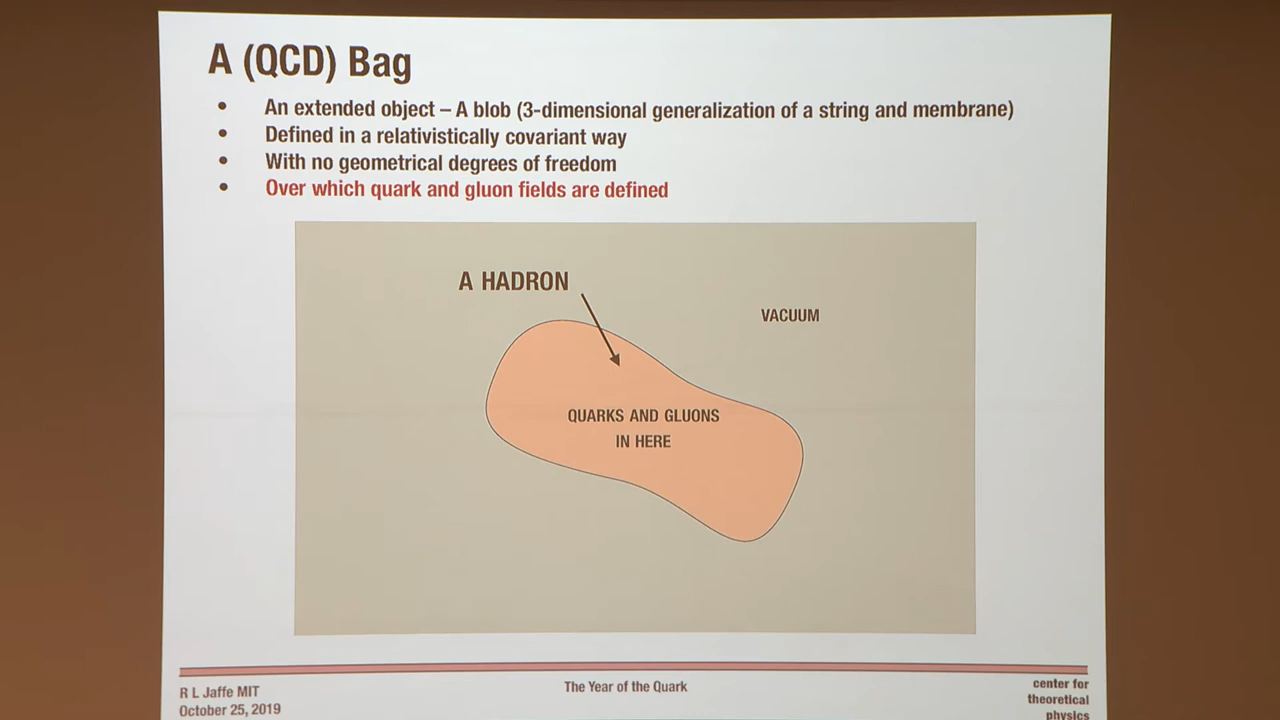 A (QCD) Bag
• An extended object – A blob (3-dimensional generalization of a string and membrane)
• Defined in a relativistically covariant way
• With no geometrical degrees of freedom
• Over which quark and gluon fields are defined
A HADRON
VACUUM
QUARKS AND GLUONS
IN HERE
R L Jaffe MIT
October 25, 2019
The Year of the Quark
center for
theoretical
physics